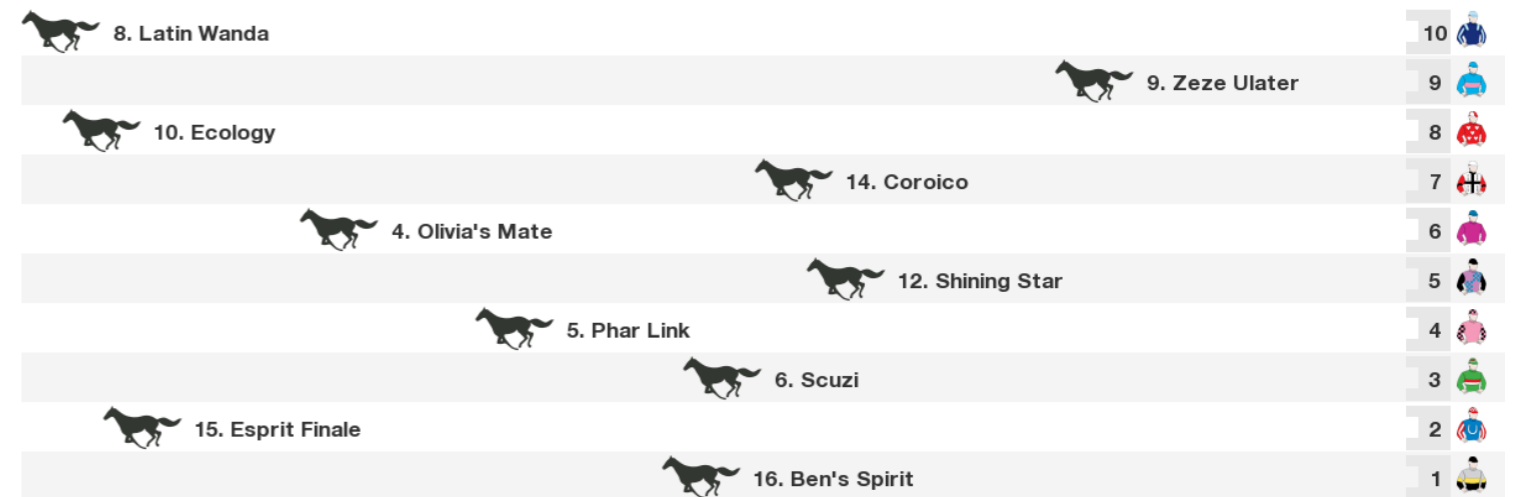 8. Latin Wanda 10
9. Zeze Ulater 9
10. Ecology 8
14. Coroico 7
4. Olivia's Mate 6
12. Shining Star 5
5. Phar Link 4
6. Scuzi 3
15. Esprit Finale 2
16. Ben's Spirit 1